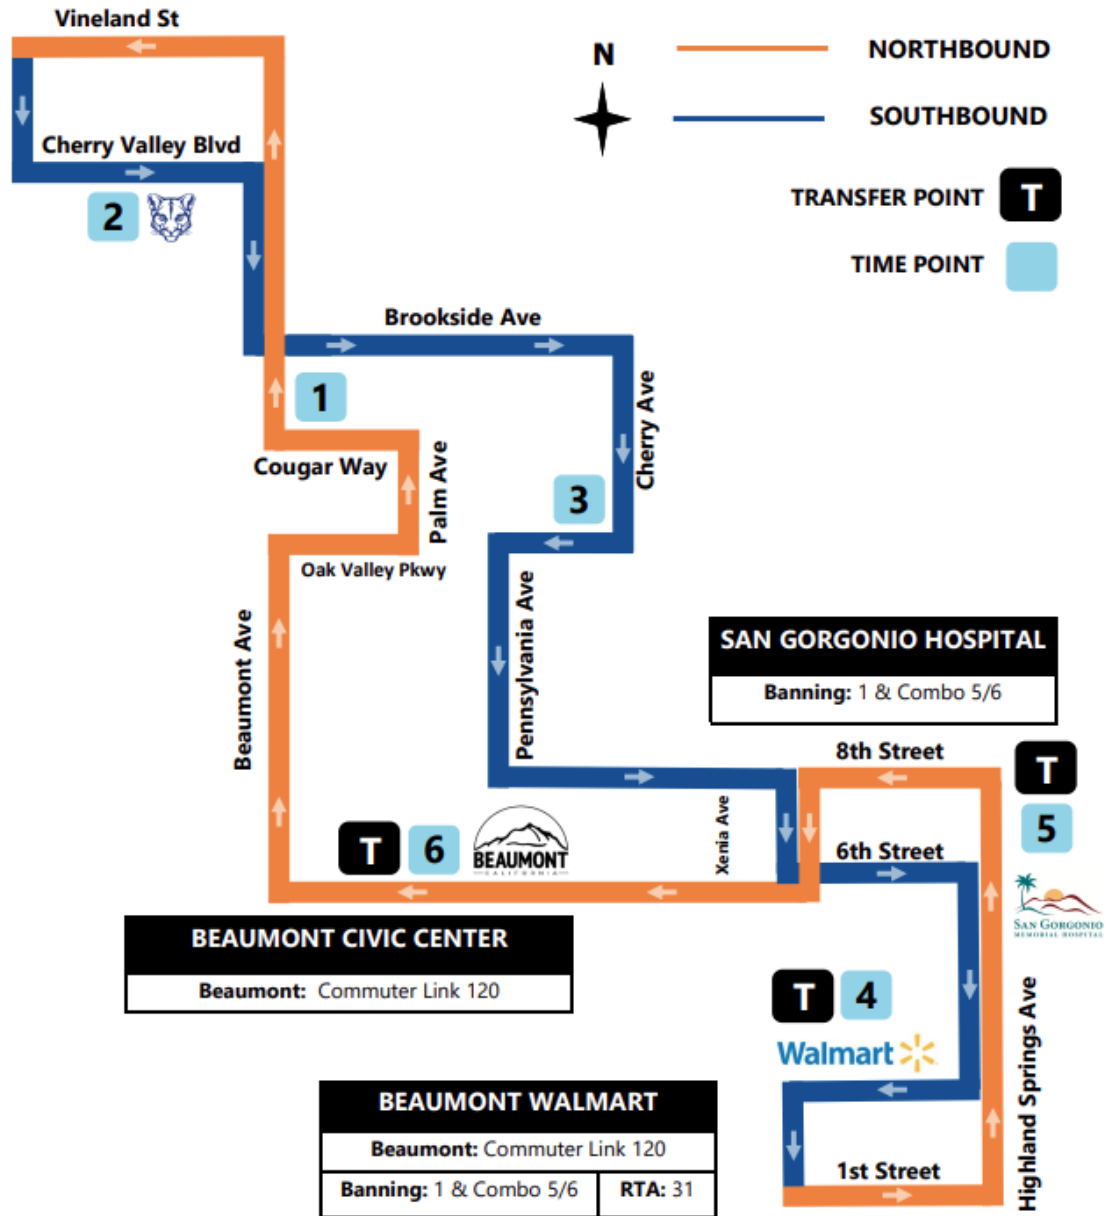 Vineland St
N
NORTHBOUND
SOUTHBOUND
Cherry Valley Blvd
TRANSFER POINT T
2
TIME POINT
Brookside Ave
1
Cherry Ave
Cougar Way
Palm Ave
3
Oak Valley Pkwy
Beaumont Ave
Pennsylvania Ave
SAN GORGONIO HOSPITAL
Banning: 1 & Combo 5/6
8th Street
T
5
Xenia Ave
T 6
BEAUMONT
CALIFORNIA
6th Street
SAN GORGONIO
MEMORIAL HOSPITAL
BEAUMONT CIVIC CENTER
Beaumont: Commuter Link 120
T 4
Walmart
Highland Springs Ave
BEAUMONT WALMART
Beaumont: Commuter Link 120
Banning: 1 & Combo 5/6
RTA: 31
1st Street